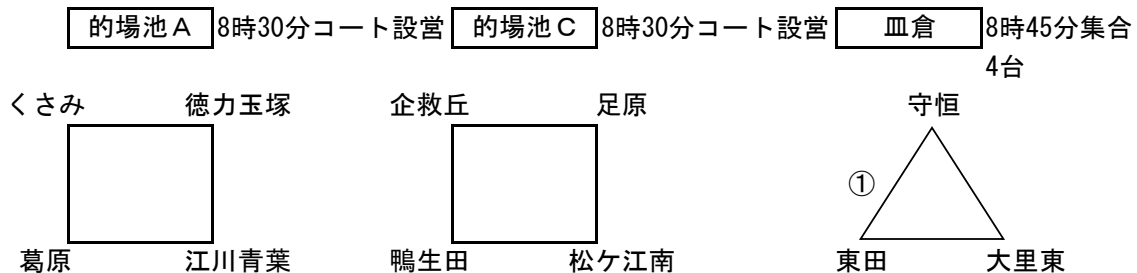 的場池A 8時30分コート設営 的場池C 8時30分コート設営 皿倉 8時45分集合
4台
くさみ 徳力玉塚 企救丘 足原 守恒
①
葛原 江川青葉 鴨生田 松ケ江南 東田 大里東